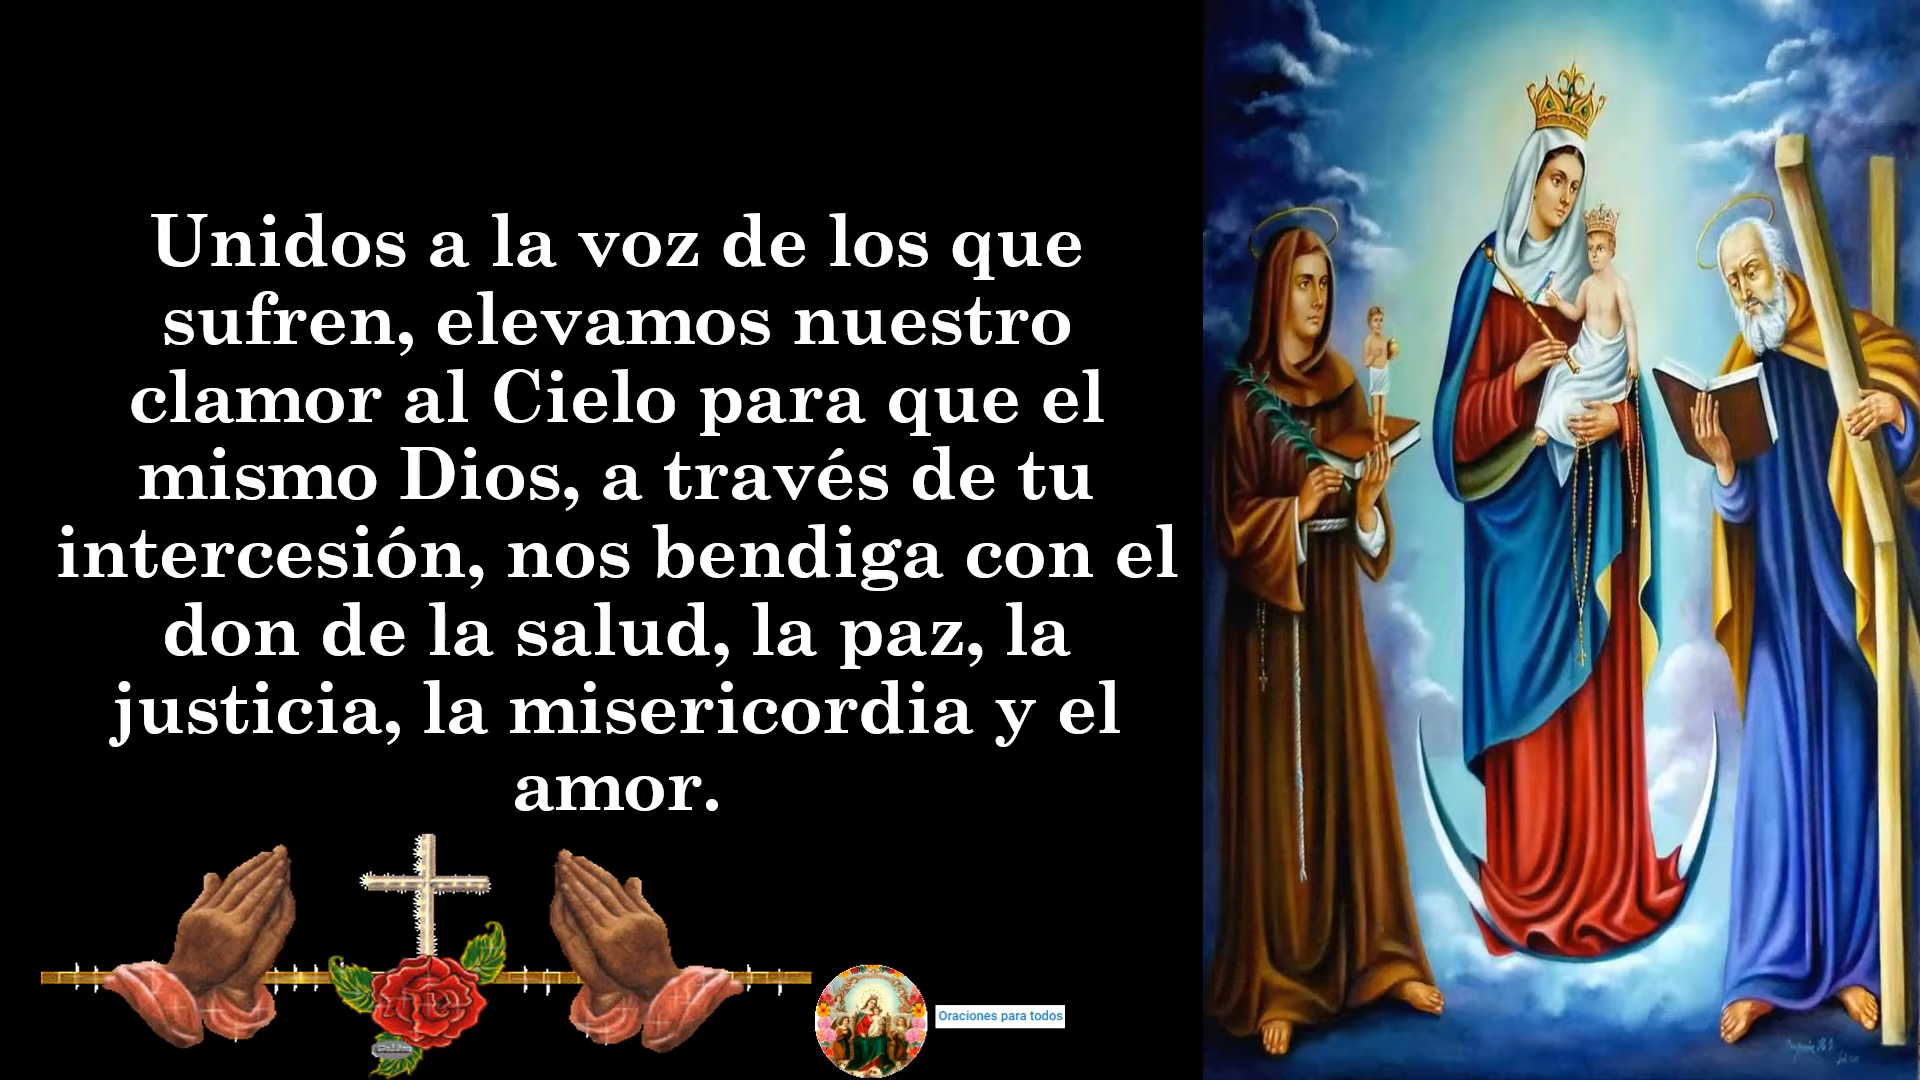 Unidos a la voz de los que
sufren, elevamos nuestro
clamor al Cielo para que el
mismo Dios, a través de tu
intercesión, nos bendiga con el
don de la salud, la paz, la
justicia, la misericordia y el
amor.
Oraciones para todos